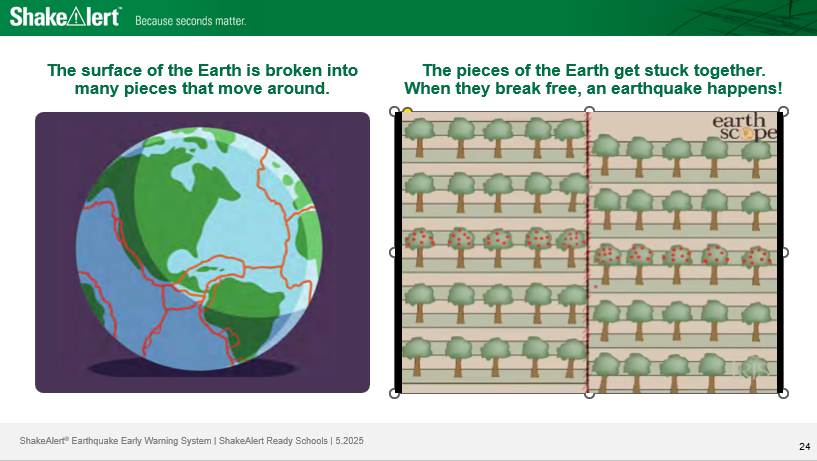 ShakeAlert™ Because seconds matter.
The surface of the Earth is broken into
many pieces that move around.
The pieces of the Earth get stuck together.
When they break free, an earthquake happens!
earth
scope
IRIS
ShakeAlert® Earthquake Early Warning System | ShakeAlert Ready Schools | 5.2025
24